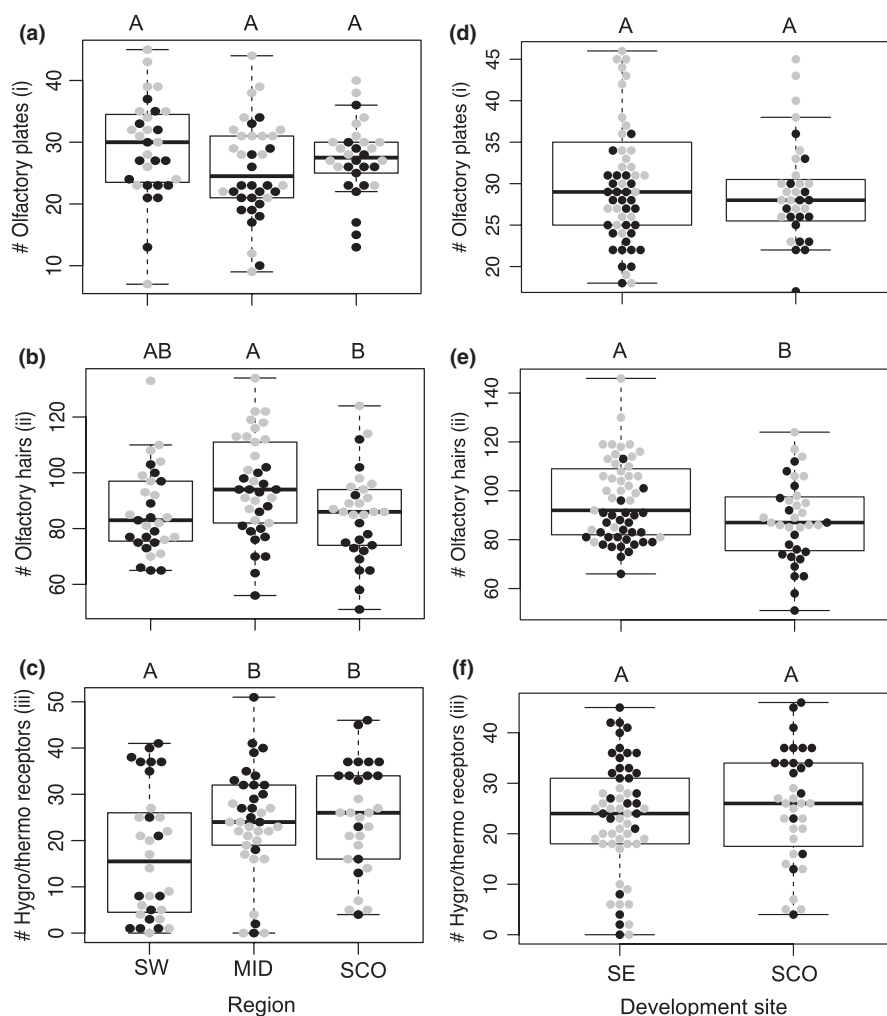 (a)
A A A
# Olfactory plates (i)
40
30
20
10
(d)
A A
# Olfactory plates (i)
45
40
35
30
25
20
(b)
AB A B
# Olfactory hairs (ii)
120
100
80
60
(e)
A B
# Olfactory hairs (ii)
140
120
100
80
60
(c)
A B B
# Hygro/thermo receptors (iii)
50
40
30
20
10
0
SW MID SCO
Region
(f)
A A
# Hygro/thermo receptors (iii)
50
40
30
20
10
0
SE SCO
Development site